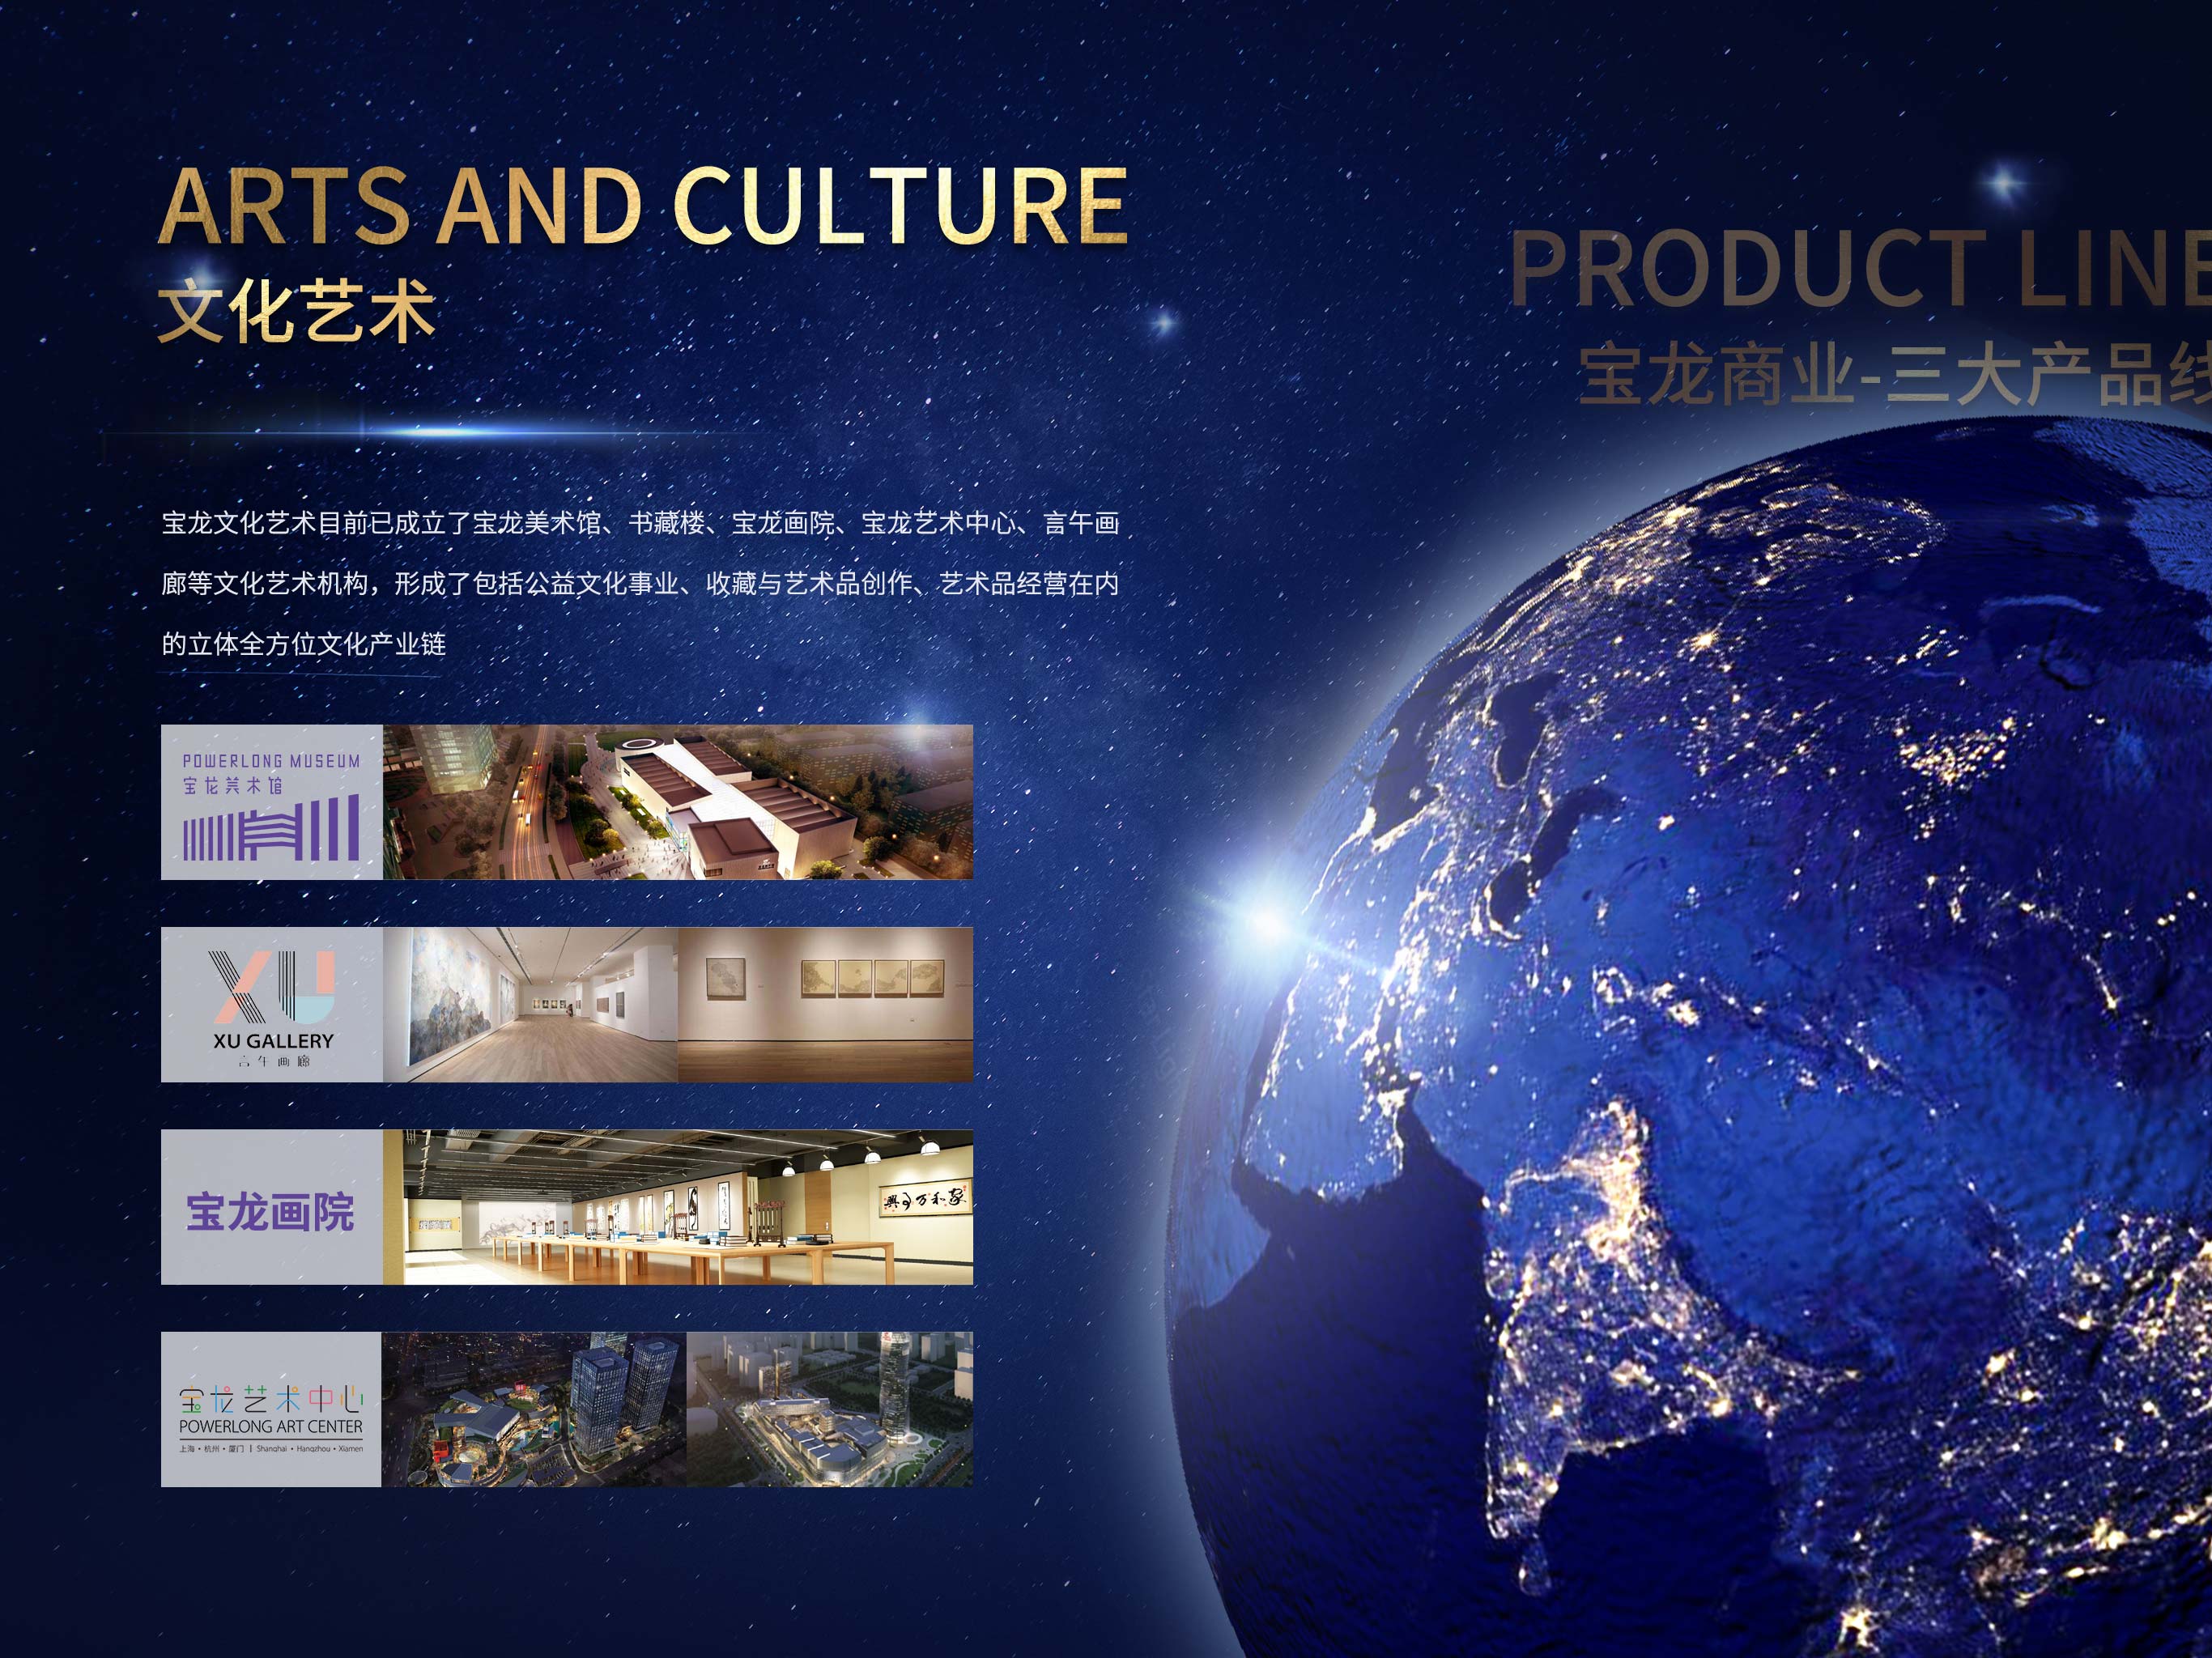 ARTS AND CULTURE
文化艺术
PRODUCT LINE
宝龙商业-三大产品线
宝龙文化艺术目前已成立了宝龙美术馆、书藏楼、宝龙画院、宝龙艺术中心、言午画
廊等文化艺术机构，形成了包括公益文化事业、收藏与艺术品创作、艺术品经营在内
的立体全方位文化产业链
POWERLONG MUSEUM
宝龙美术馆
XU
XU GALLERY
言午画廊
宝龙画院
興万和家
宝龙艺术中心
POWERLONG ART CENTER
上海·杭州·厦门 | Shanghai · Hangzhou · Xiamen